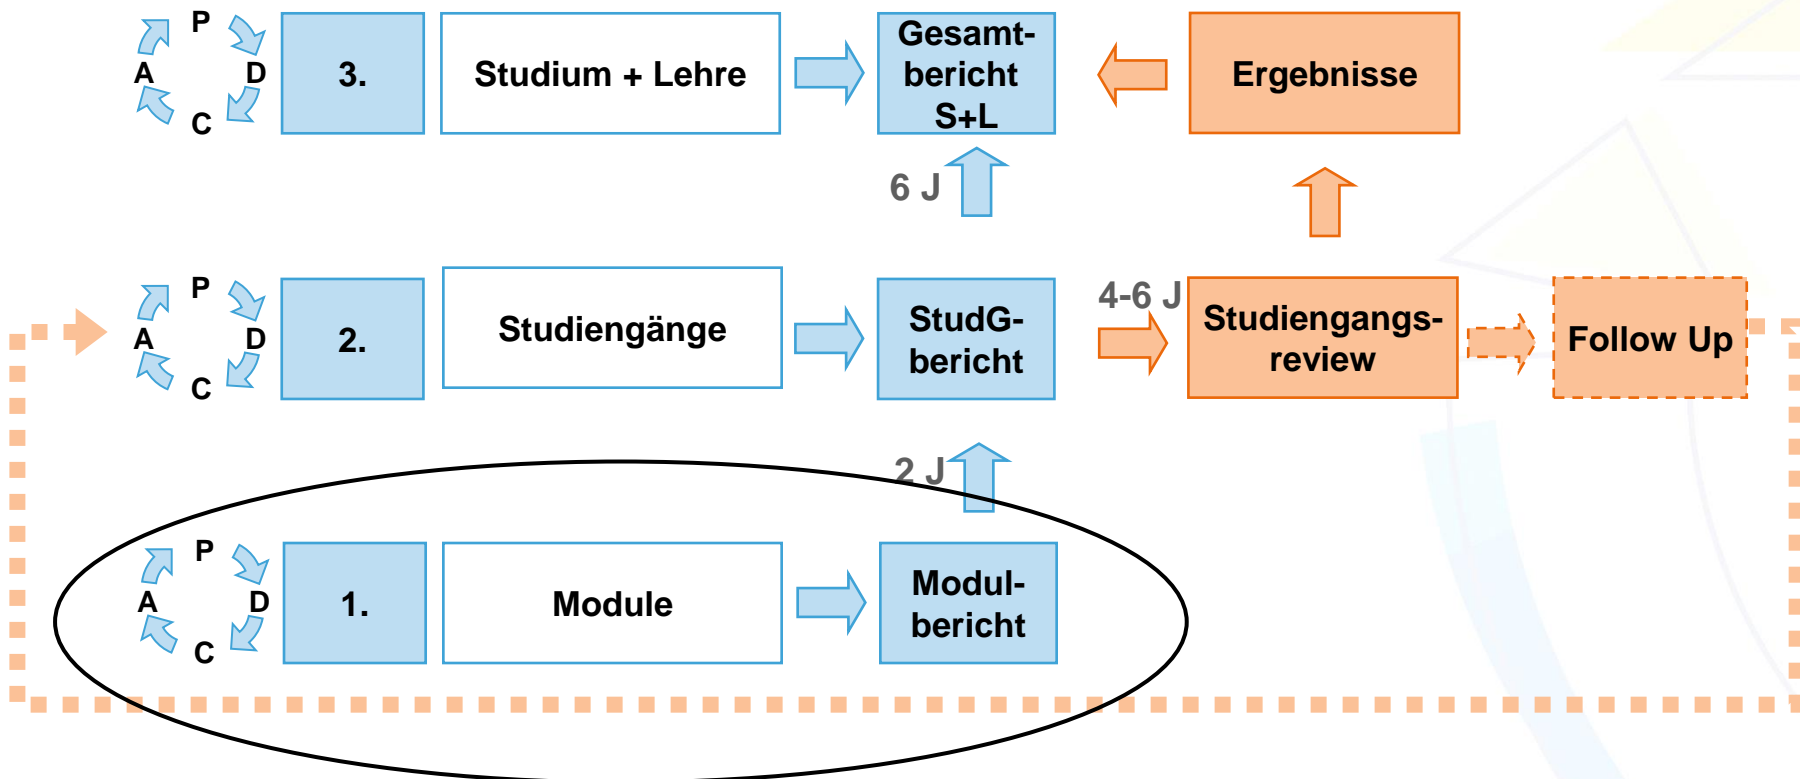 P
A
D
C
3.
Studium + Lehre
Gesamt-
bericht
S+L
Ergebnisse
6 J
P
A
D
C
2.
Studiengänge
StudG-
bericht
4-6 J
Studiengangs-
review
Follow Up
2 J
P
A
D
C
1.
Module
Modul-
bericht